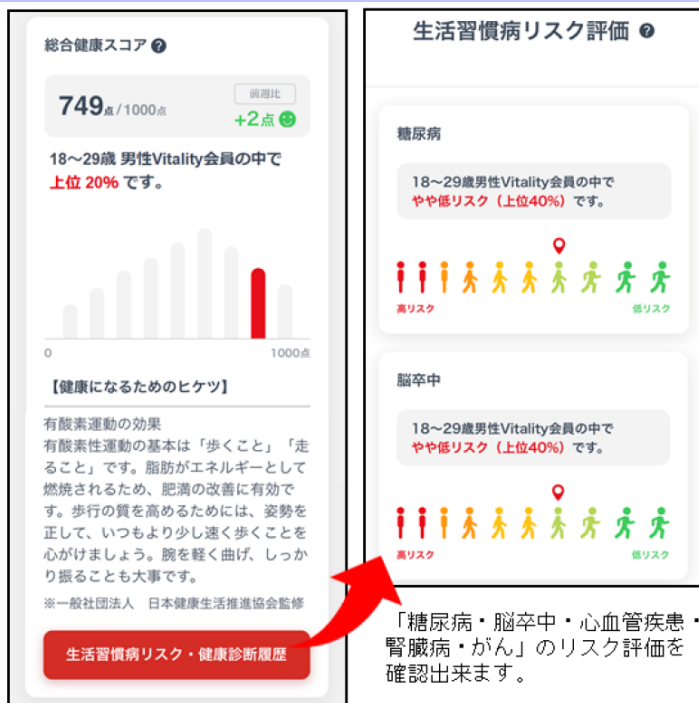 総合健康スコア ?
749点/1000点
前週比
+2点
18〜29歳 男性Vitality会員の中で
上位 20% です。
0
1000点
【健康になるためのヒケツ】
有酸素運動の効果
有酸素性運動の基本は「歩くこと」「走
ること」です。脂肪がエネルギーとして
燃焼されるため、肥満の改善に有効で
す。歩行の質を高めるためには、姿勢を
正して、いつもより少し速く歩くことを
心がけましょう。腕を軽く曲げ、しっか
り振ることも大事です。
※一般社団法人 日本健康生活推進協会監修
生活習慣病リスク・健康診断履歴
生活習慣病リスク評価 ?
糖尿病
18〜29歳男性Vitality会員の中で
やや低リスク（上位40%）です。
高リスク
低リスク
脳卒中
18〜29歳男性Vitality会員の中で
やや低リスク（上位40%）です。
高リスク
低リスク
「糖尿病・脳卒中・心血管疾患・
腎臓病・がん」のリスク評価を
確認出来ます。